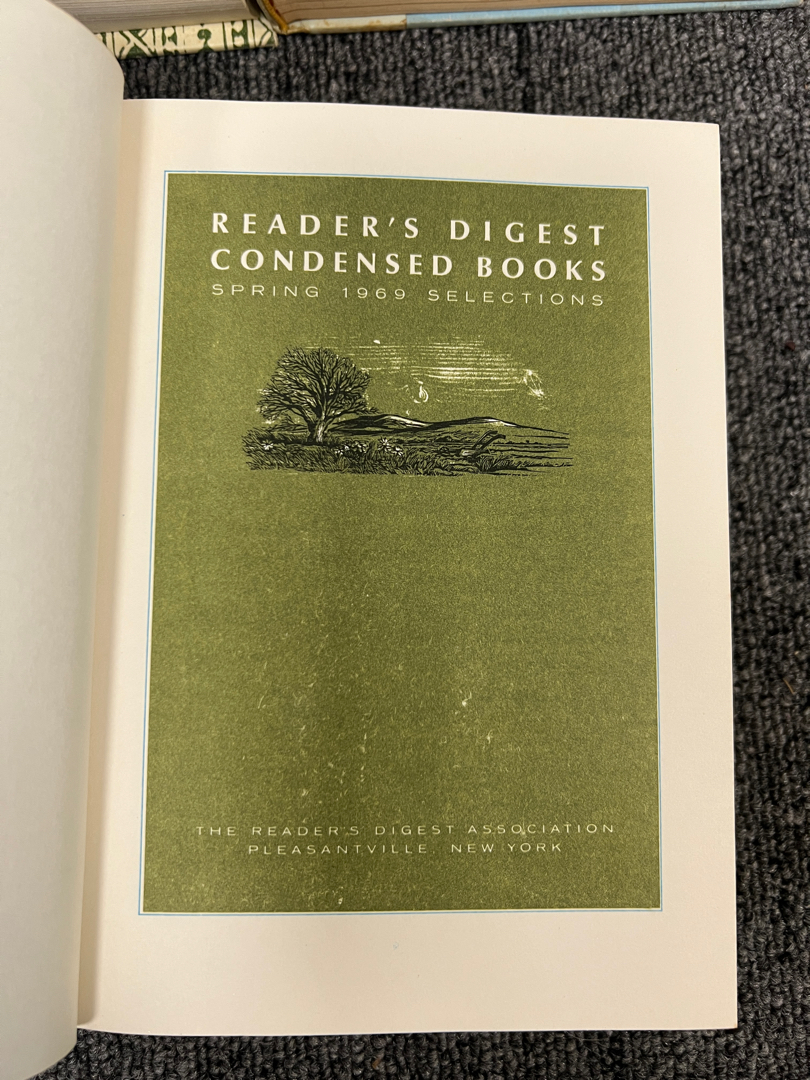 READER'S DIGEST
CONDENSED BOOKS
SPRING 1969 SELECTIONS
THE READER'S DIGEST ASSOCIATION
PLEASANTVILLE, NEW YORK